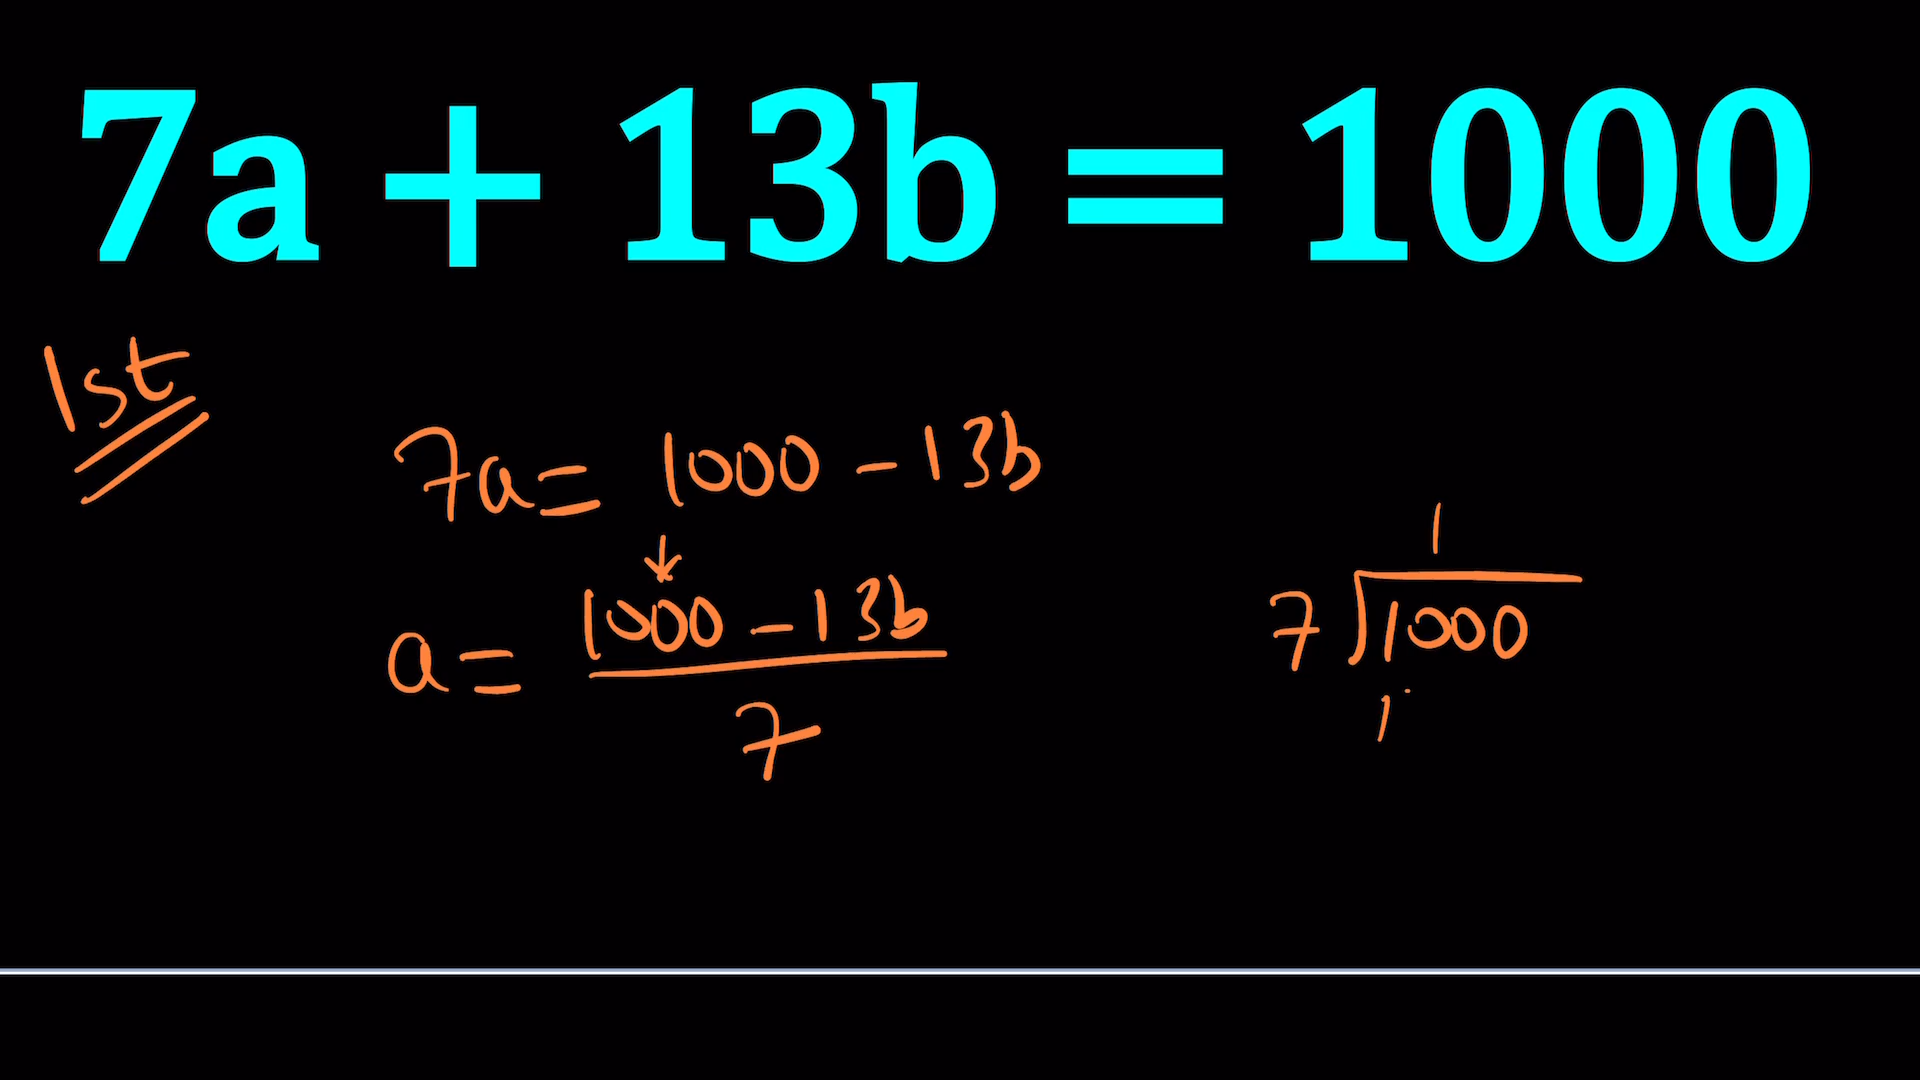 7a + 13b = 1000
1st
7a = 1000 - 13b
1
a = 1000 - 13b
7
7 1000
1